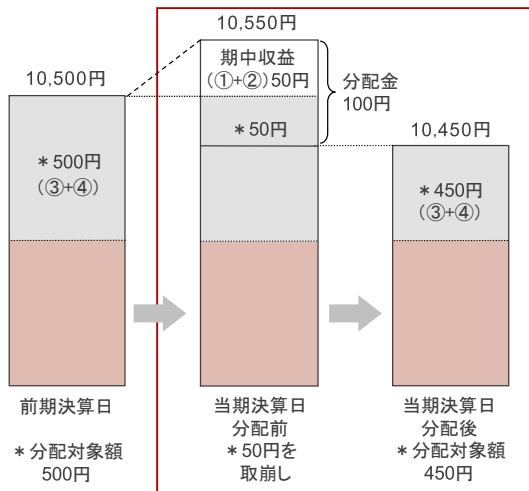 10,500円
*500円
(③+④)
前期決算日
*分配対象額
500円
10,550円
期中収益
(①+②)50円
*50円
分配金
100円
当期決算日
分配前
*50円を
取崩し
10,450円
*450円
(③+④)
当期決算日
分配後
*分配対象額
450円